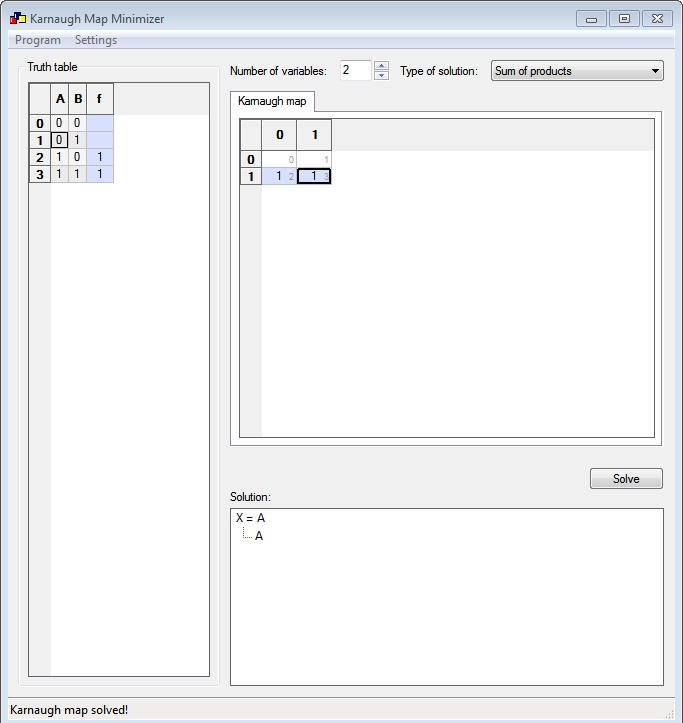 Karnaugh Map Minimizer
Program Settings
Truth table
A B f
0 0 0
1 0 1
2 1 0 1
3 1 1 1
Number of variables: 2 Type of solution: Sum of products
Karnaugh map
0 1
0 0 1
1 1 2 1 3
Solve
Solution:
X = A
A
Karnaugh map solved!